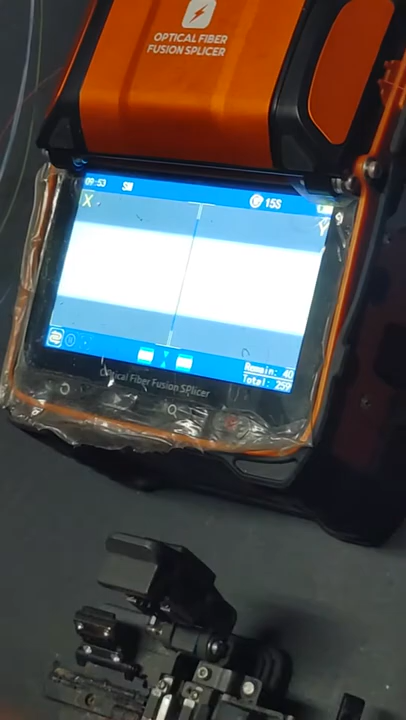 OPTICAL FIBER
FUSION SPLICER
09:53 SM 15S
X
Y
Remain: 40
Total: 259
Optical Fiber Fusion SPlicer